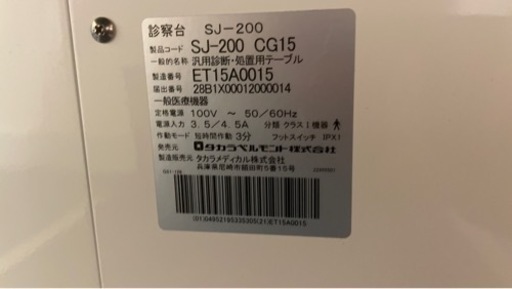 診察台 SJ-200
製品コード SJ-200 CG15
一般的名称 汎用診断・処置用テーブル
製造番号 ET15A0015
届出番号 28B1X00012000014
一般医療機器
定格電源 100V ～ 50/60Hz
電源入力 3.5/4.5A 分類 クラスⅠ機器
作動モード 短時間作動 3分 フットスイッチ IPX1
発売元 タカラベルモント株式会社
製造販売元 タカラメディカル株式会社
兵庫県尼崎市額田町5番15号
(01)04952195335305(21)ET15A0015